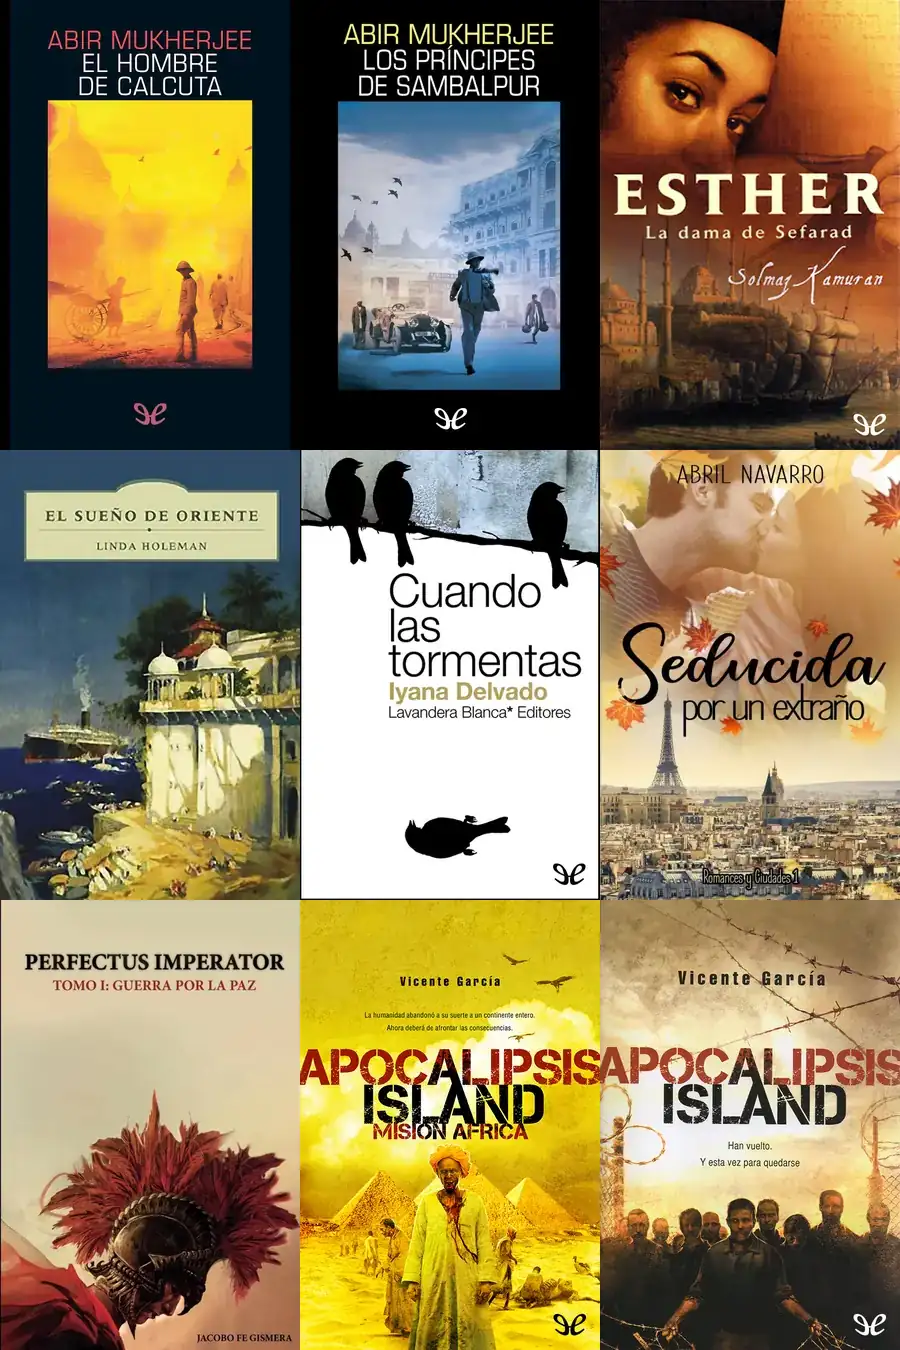 ABIR MUKHERJEE
EL HOMBRE
DE CALCUTA
ABIR MUKHERJEE
LOS PRÍNCIPES
DE SAMBALPUR
ESTHER
La dama de Sefarad
Solmaz Kamuran
EL SUEÑO DE ORIENTE
LINDA HOLEMAN
Cuando
las
tormentas
Iyana Delvado
Lavandera Blanca* Editores
ABRIL NAVARRO
Seducida
por un extraño
Romances y Ciudades 1
PERFECTUS IMPERATOR
TOMO I: GUERRA POR LA PAZ
JACOBO FE GISMERA
Vicente García
La humanidad abandonó a su suerte a un continente entero.
Ahora deberá de afrontar las consecuencias.
APOCALIPSIS
ISLAND
MISIÓN ÁFRICA
Vicente García
APOCALIPSIS
ISLAND
Han vuelto.
Y esta vez para quedarse